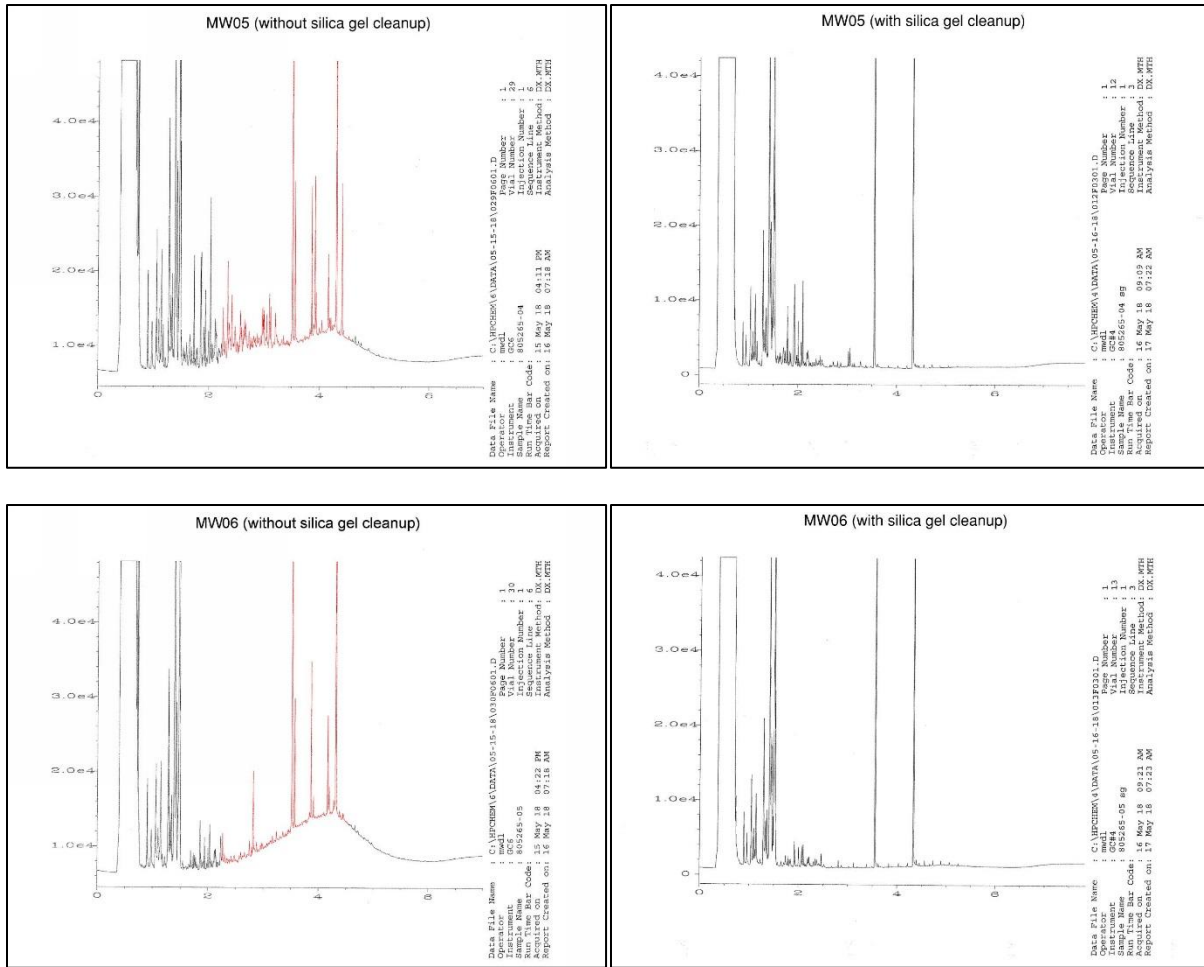 MW05 (without silica gel cleanup)
4.0e4
3.0e4
2.0e4
1.0e4
0
2
4
6
Data File Name : C:\HPCHEM\6\DATA\05-15-18\029F0601.D
Operator : mwdl
Instrument : GC6
Sample Name : 805265-04
Run Time Bar Code:
Acquired on : 15 May 18 04:11 PM
Report Created on: 16 May 18 07:18 AM
Page Number : 1
Vial Number : 29
Injection Number : 1
Sequence Line : 6
Instrument Method: DX.MTH
Analysis Method : DX.MTH
MW05 (with silica gel cleanup)
4.0e4
3.0e4
2.0e4
1.0e4
0
0
2
4
6
Data File Name : C:\HPCHEM\4\DATA\05-16-18\012F0301.D
Operator : mwdl
Instrument : GC#4
Sample Name : 805265-04 sg
Run Time Bar Code:
Acquired on : 16 May 18 09:09 AM
Report Created on: 17 May 18 07:22 AM
Page Number : 1
Vial Number : 12
Injection Number : 1
Sequence Line : 3
Instrument Method: DX.MTH
Analysis Method : DX.MTH
MW06 (without silica gel cleanup)
4.0e4
3.0e4
2.0e4
1.0e4
0
2
4
6
Data File Name : C:\HPCHEM\6\DATA\05-15-18\030F0601.D
Operator : mwdl
Instrument : GC6
Sample Name : 805265-05
Run Time Bar Code:
Acquired on : 15 May 18 04:22 PM
Report Created on: 16 May 18 07:18 AM
Page Number : 1
Vial Number : 30
Injection Number : 1
Sequence Line : 6
Instrument Method: DX.MTH
Analysis Method : DX.MTH
MW06 (with silica gel cleanup)
4.0e4
3.0e4
2.0e4
1.0e4
0
0
2
4
6
Data File Name : C:\HPCHEM\4\DATA\05-16-18\013F0301.D
Operator : mwdl
Instrument : GC#4
Sample Name : 805265-05 sg
Run Time Bar Code:
Acquired on : 16 May 18 09:21 AM
Report Created on: 17 May 18 07:23 AM
Page Number : 1
Vial Number : 13
Injection Number : 1
Sequence Line : 3
Instrument Method: DX.MTH
Analysis Method : DX.MTH